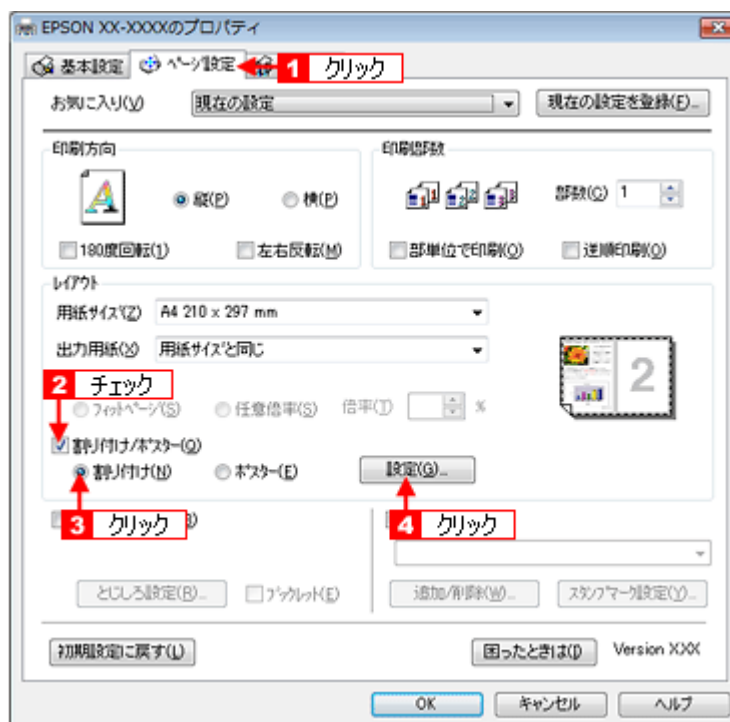 EPSON XX-XXXXのプロパティ
基本設定 ページ設定 1 クリック
お気に入り(V) 現在の設定 現在の設定を登録(F)...
印刷方向 印刷部数
縦(P) 横(P) 部数(C) 1
180度回転(1) 左右反転(M) 部単位で印刷(O) 逆順印刷(O)
レイアウト
用紙サイズ(Z) A4 210 x 297 mm
出力用紙(X) 用紙サイズと同じ
2
2 チェック
フィットページ(S) 任意倍率(S) 倍率(T) %
割り付け/ポスター(Q)
割り付け(N) ポスター(E) 設定(G)...
3 クリック 4 クリック
とじしろ設定(R)... ブックレット(E) 追加/削除(W)... スタンプマーク設定(Y)...
初期設定に戻す(L) 困ったときは(I) Version X.XX
OK キャンセル ヘルプ